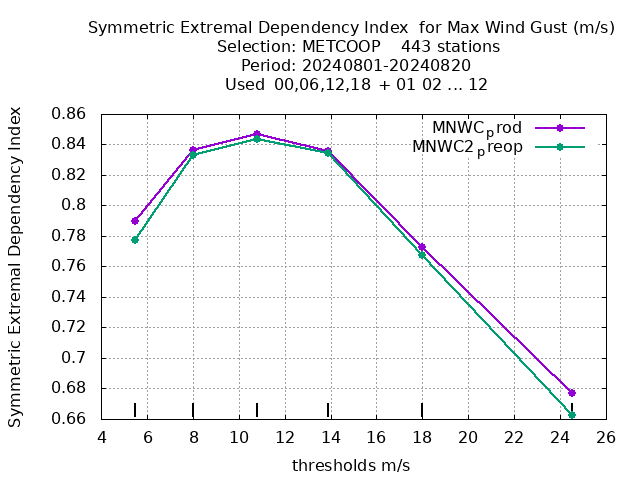 Symmetric Extremal Dependency Index  for Max Wind Gust (m/s)
Selection: METCOOP    443 stations
Period: 20240801-20240820
Used  00,06,12,18 + 01 02 ... 12
Symmetric Extremal Dependency Index
MNWCprod
MNWC2preop
0.86
0.84
0.82
0.8
0.78
0.76
0.74
0.72
0.7
0.68
0.66
4 6 8 10 12 14 16 18 20 22 24 26
thresholds m/s